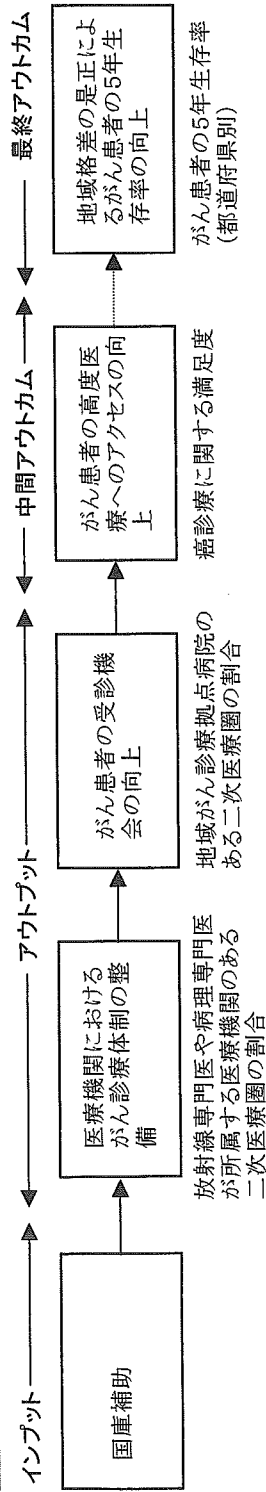 インプット
アウトプット
中間アウトカム
最終アウトカム
国庫補助
医療機関における
がん診療体制の整
備
がん患者の受診機
会の向上
がん患者の高度医
療へのアクセスの向
上
地域格差の是正によ
るがん患者の5年生
存率の向上
放射線専門医や病理専門医
が所属する医療機関のある
二次医療圏の割合
地域がん診療拠点病院の
ある二次医療圏の割合
癌診療に関する満足度
がん患者の5年生存率
(都道府県別)